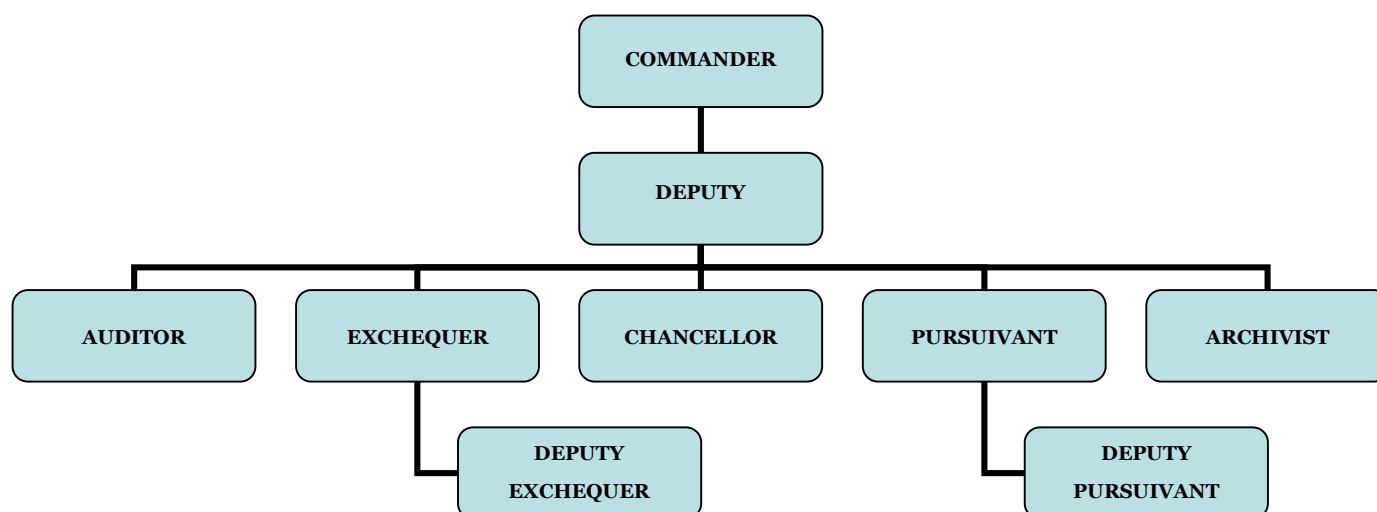 COMMANDER
DEPUTY
AUDITOR
EXCHEQUER
CHANCELLOR
PURSUIVANT
ARCHIVIST
DEPUTY
EXCHEQUER
DEPUTY
PURSUIVANT